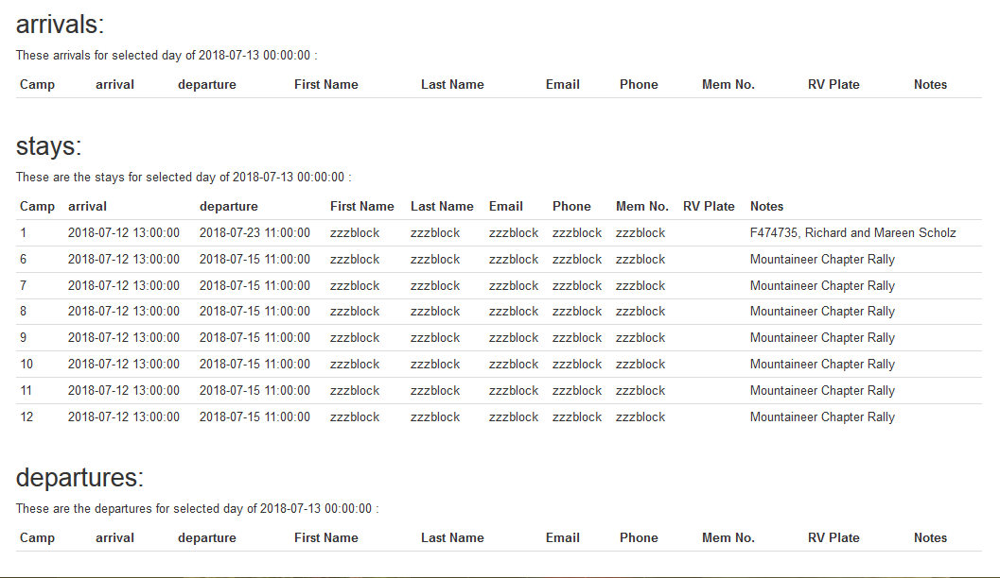 arrivals:
These arrivals for selected day of 2018-07-13 00:00:00 :
Camp arrival departure First Name Last Name Email Phone Mem No. RV Plate Notes
stays:
These are the stays for selected day of 2018-07-13 00:00:00 :
Camp arrival departure First Name Last Name Email Phone Mem No. RV Plate Notes
1 2018-07-12 13:00:00 2018-07-23 11:00:00 zzzblock zzzblock zzzblock zzzblock zzzblock F474735, Richard and Mareen Scholz
6 2018-07-12 13:00:00 2018-07-15 11:00:00 zzzblock zzzblock zzzblock zzzblock zzzblock Mountaineer Chapter Rally
7 2018-07-12 13:00:00 2018-07-15 11:00:00 zzzblock zzzblock zzzblock zzzblock zzzblock Mountaineer Chapter Rally
8 2018-07-12 13:00:00 2018-07-15 11:00:00 zzzblock zzzblock zzzblock zzzblock zzzblock Mountaineer Chapter Rally
9 2018-07-12 13:00:00 2018-07-15 11:00:00 zzzblock zzzblock zzzblock zzzblock zzzblock Mountaineer Chapter Rally
10 2018-07-12 13:00:00 2018-07-15 11:00:00 zzzblock zzzblock zzzblock zzzblock zzzblock Mountaineer Chapter Rally
11 2018-07-12 13:00:00 2018-07-15 11:00:00 zzzblock zzzblock zzzblock zzzblock zzzblock Mountaineer Chapter Rally
12 2018-07-12 13:00:00 2018-07-15 11:00:00 zzzblock zzzblock zzzblock zzzblock zzzblock Mountaineer Chapter Rally
departures:
These are the departures for selected day of 2018-07-13 00:00:00 :
Camp arrival departure First Name Last Name Email Phone Mem No. RV Plate Notes